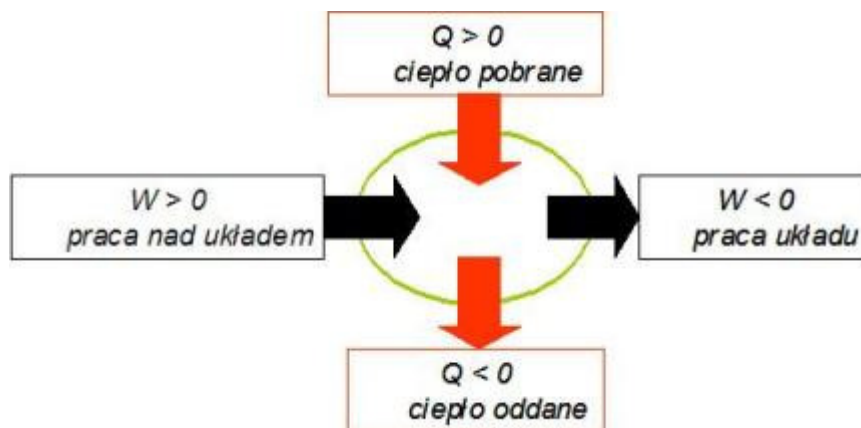 Q > 0
ciepło pobrane
W > 0
praca nad układem
W < 0
praca układu
Q < 0
ciepło oddane